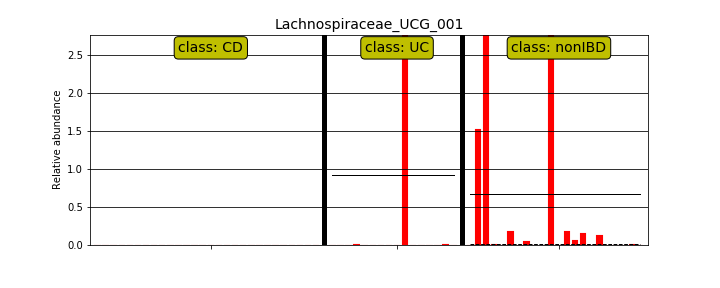 Lachnospiraceae_UCG_001
class: CD
class: UC
class: nonIBD
Relative abundance
2.5
2.0
1.5
1.0
0.5
0.0